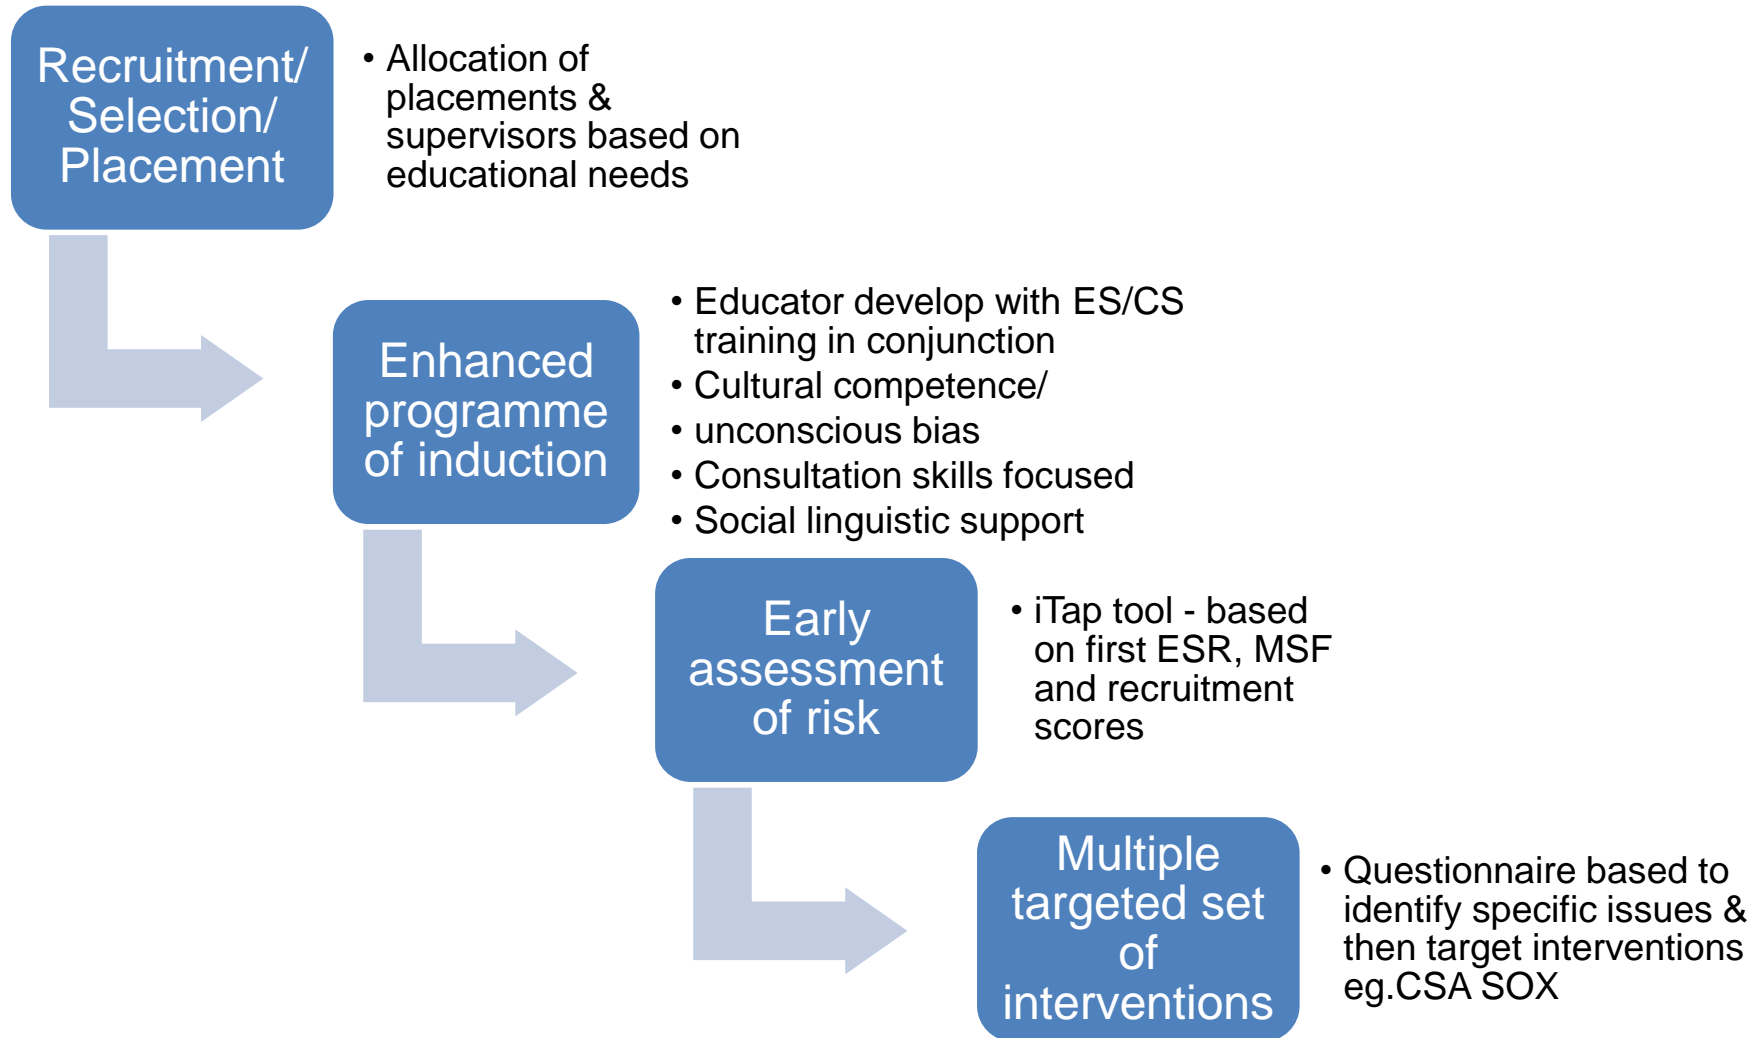 Recruitment/
Selection/
Placement
• Allocation of
placements &
supervisors based on
educational needs
Enhanced
programme
of induction
• Educator develop with ES/CS
training in conjunction
• Cultural competence/
• unconscious bias
• Consultation skills focused
• Social linguistic support
Early
assessment
of risk
• iTap tool - based
on first ESR, MSF
and recruitment
scores
Multiple
targeted set
of
interventions
• Questionnaire based to
identify specific issues &
then target interventions
eg.CSA SOX